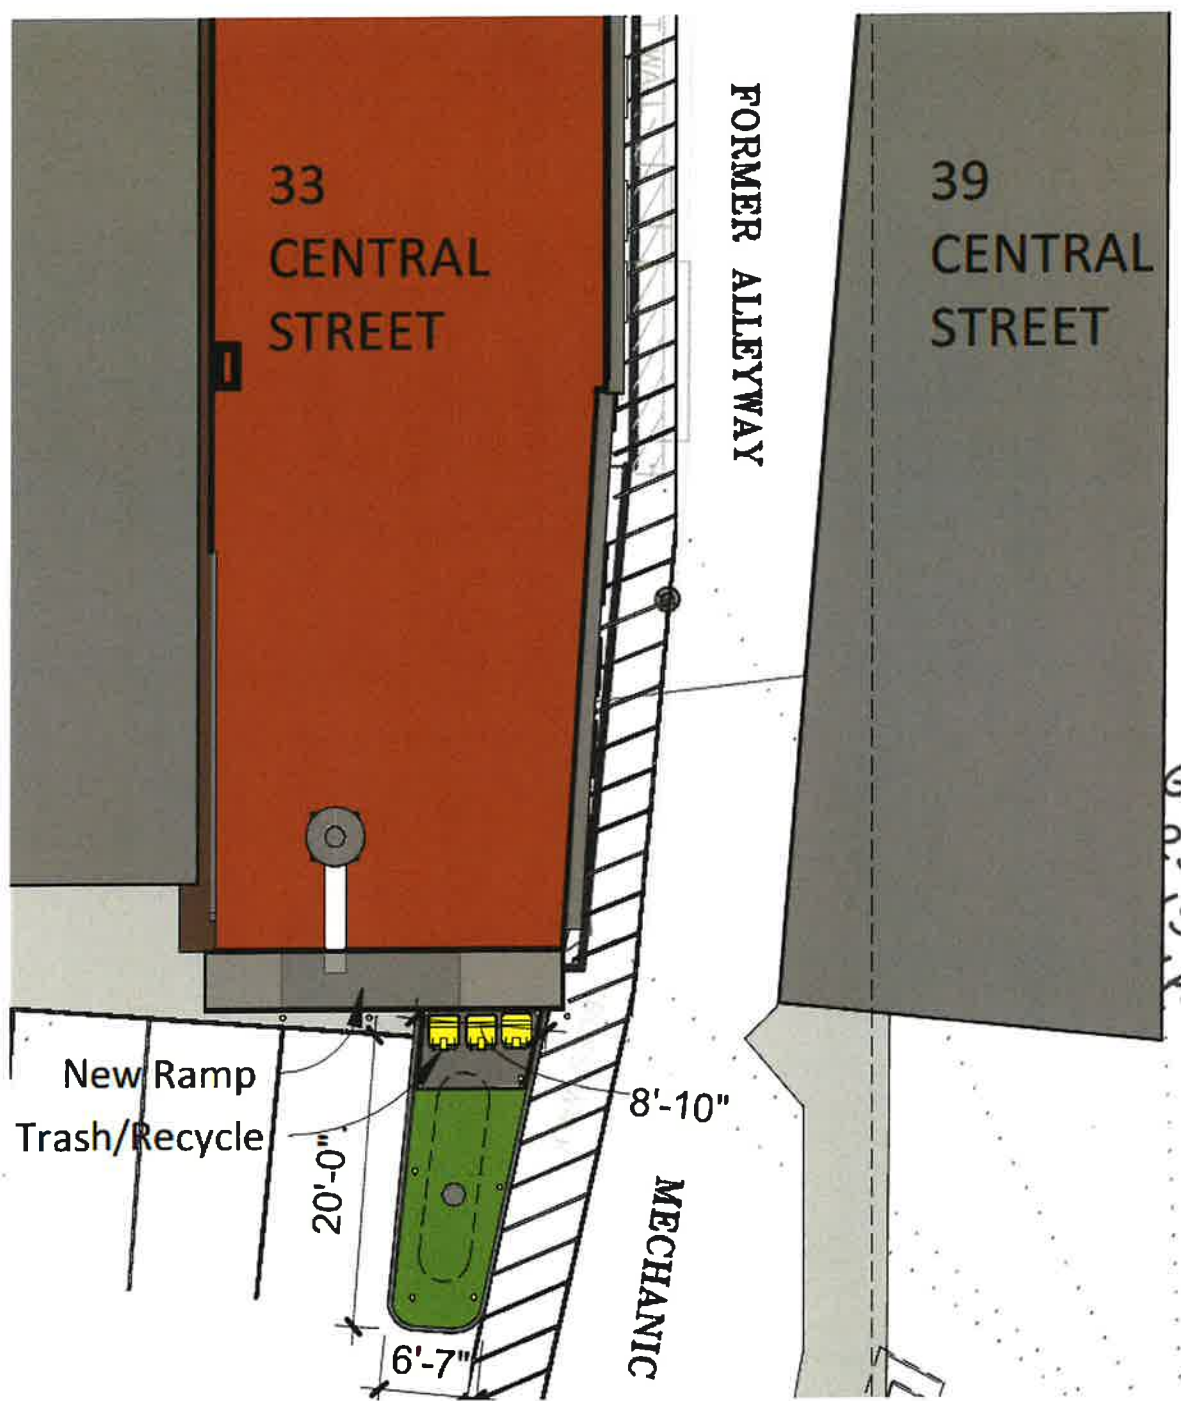 33
CENTRAL
STREET
FORMER ALLEYWAY
39
CENTRAL
STREET
New Ramp
Trash/Recycle
8'-10"
20'-0"
6'-7"
MECHANIC